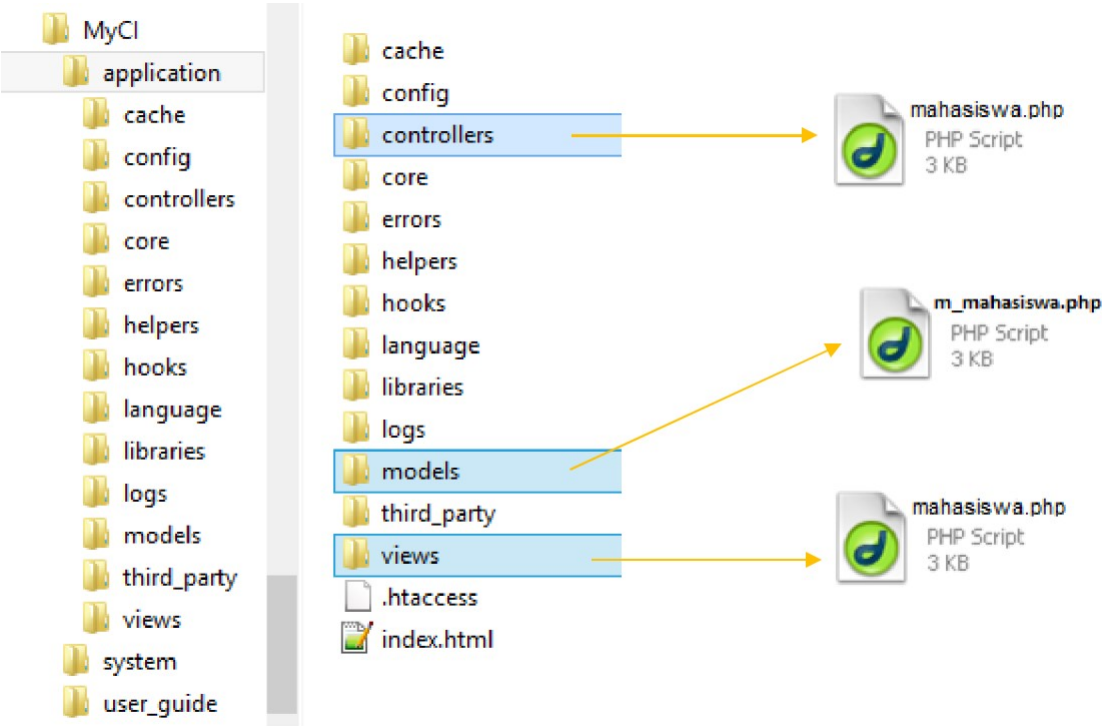 MyCI
application
cache
config
controllers
core
errors
helpers
hooks
language
libraries
logs
models
third_party
views
system
user_guide
cache
config
controllers
core
errors
helpers
hooks
language
libraries
logs
models
third_party
views
.htaccess
index.html
mahasiswa.php
PHP Script
3 KB
m_mahasiswa.php
PHP Script
3 KB
mahasiswa.php
PHP Script
3 KB